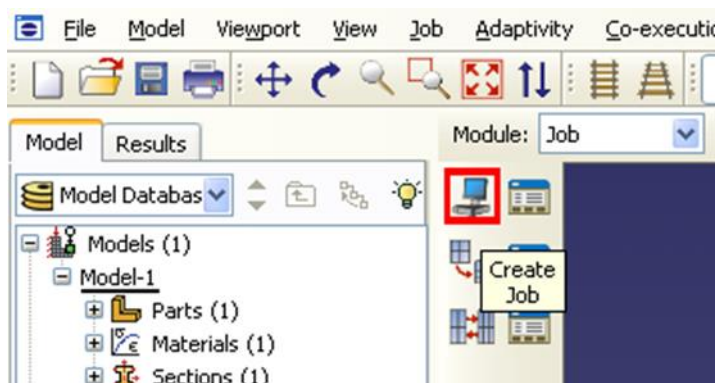 File Model Viewport View Job Adaptivity Co-executio
Model Results
Module: Job
Model Databas
Create
Job
Models (1)
Model-1
Parts (1)
Materials (1)
Sections (1)